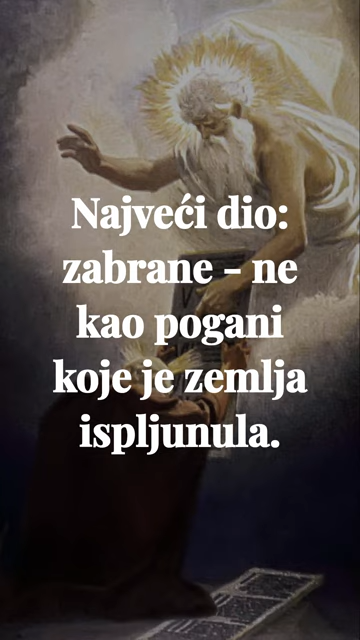 Najveći dio:
zabrane – ne
kao pogani
koje je zemlja
ispljunula.